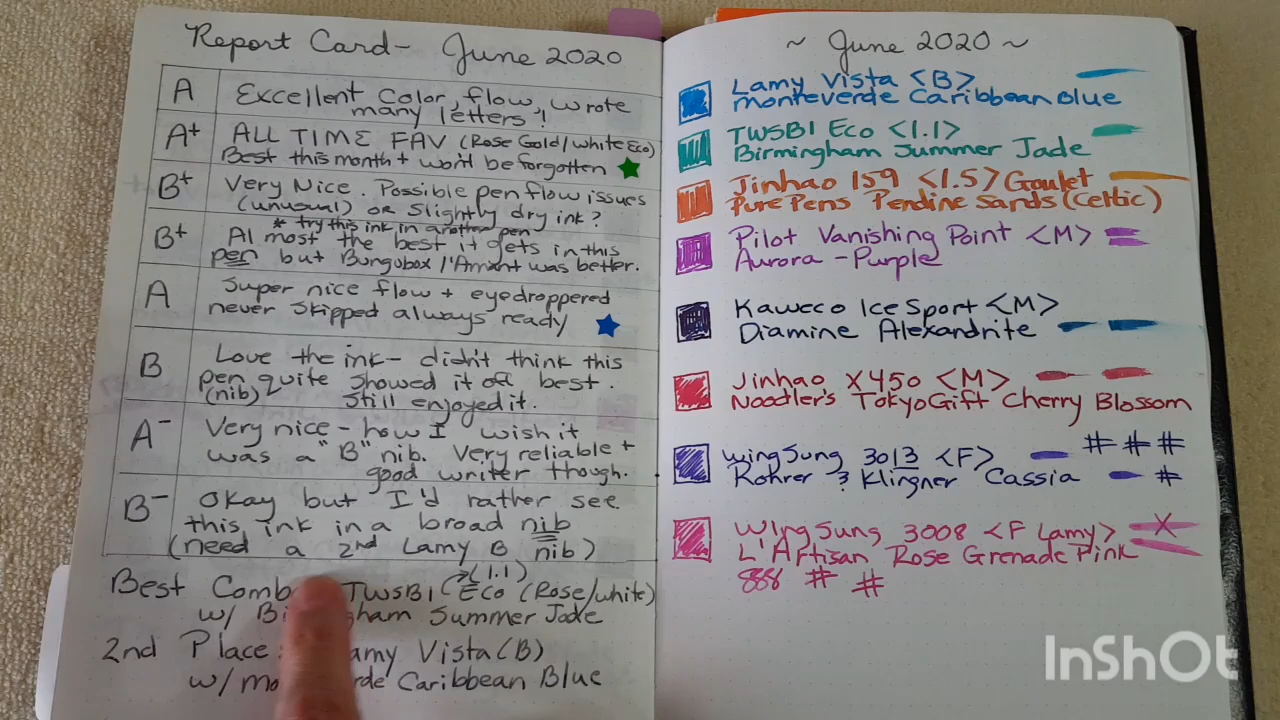 Report Card - June 2020
A Excellent color, flow, wrote
many letters!
A+ ALL TIME FAV (Rose Gold/white Eco)
Best this month + won't be forgotten
B+ Very Nice. Possible pen flow issues
(unusual) or slightly dry ink?
* try this ink in another pen
B+ Almost the best it gets in this
pen but Bungubox l'Amant was better.
A Super nice flow + eyedroppered
never skipped always ready
B Love the ink - didn't think this
pen quite showed it off best.
(nib) Still enjoyed it.
A- Very nice - how I wish it
was a "B" nib. Very reliable +
good writer though.
B- Okay but I'd rather see
this ink in a broad nib
(need a 2nd Lamy B nib)
Best TWSBI Eco (Rose/white)
(1.1)
w/ Summer Jade
2nd Place: Vista (B)
w/ Caribbean Blue
~ June 2020 ~
Lamy Vista <B>
monteverde Caribbean Blue
TWSBI Eco <1.1>
Birmingham Summer Jade
Jinhao 159 <1.5> Goulet
Pure Pens Pendine Sands (Celtic)
Pilot Vanishing Point <M>
Aurora - Purple
Kaweco Ice Sport <M>
Diamine Alexandrite
Jinhao X450 <M>
Noodler's Tokyo Gift Cherry Blossom
wing Sung 3013 <F> # # #
Rohrer & Klingner Cassia #
Wing Sung 3008 <F Lamy> X
L'Artisan Rose Grenade Pink
888 # #
InShOt